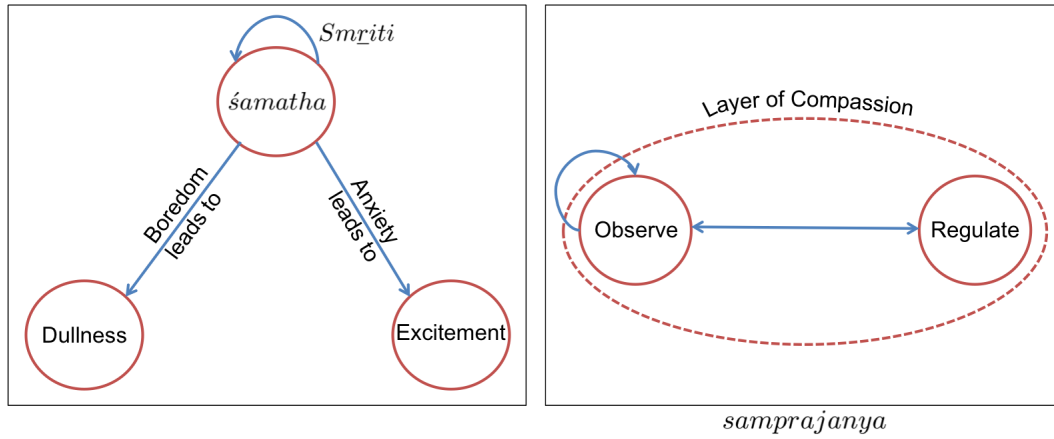 Smṟiti
śamatha
Boredom
leads to
Anxiety
leads to
Dullness
Excitement
Layer of Compassion
Observe
Regulate
samprajanya